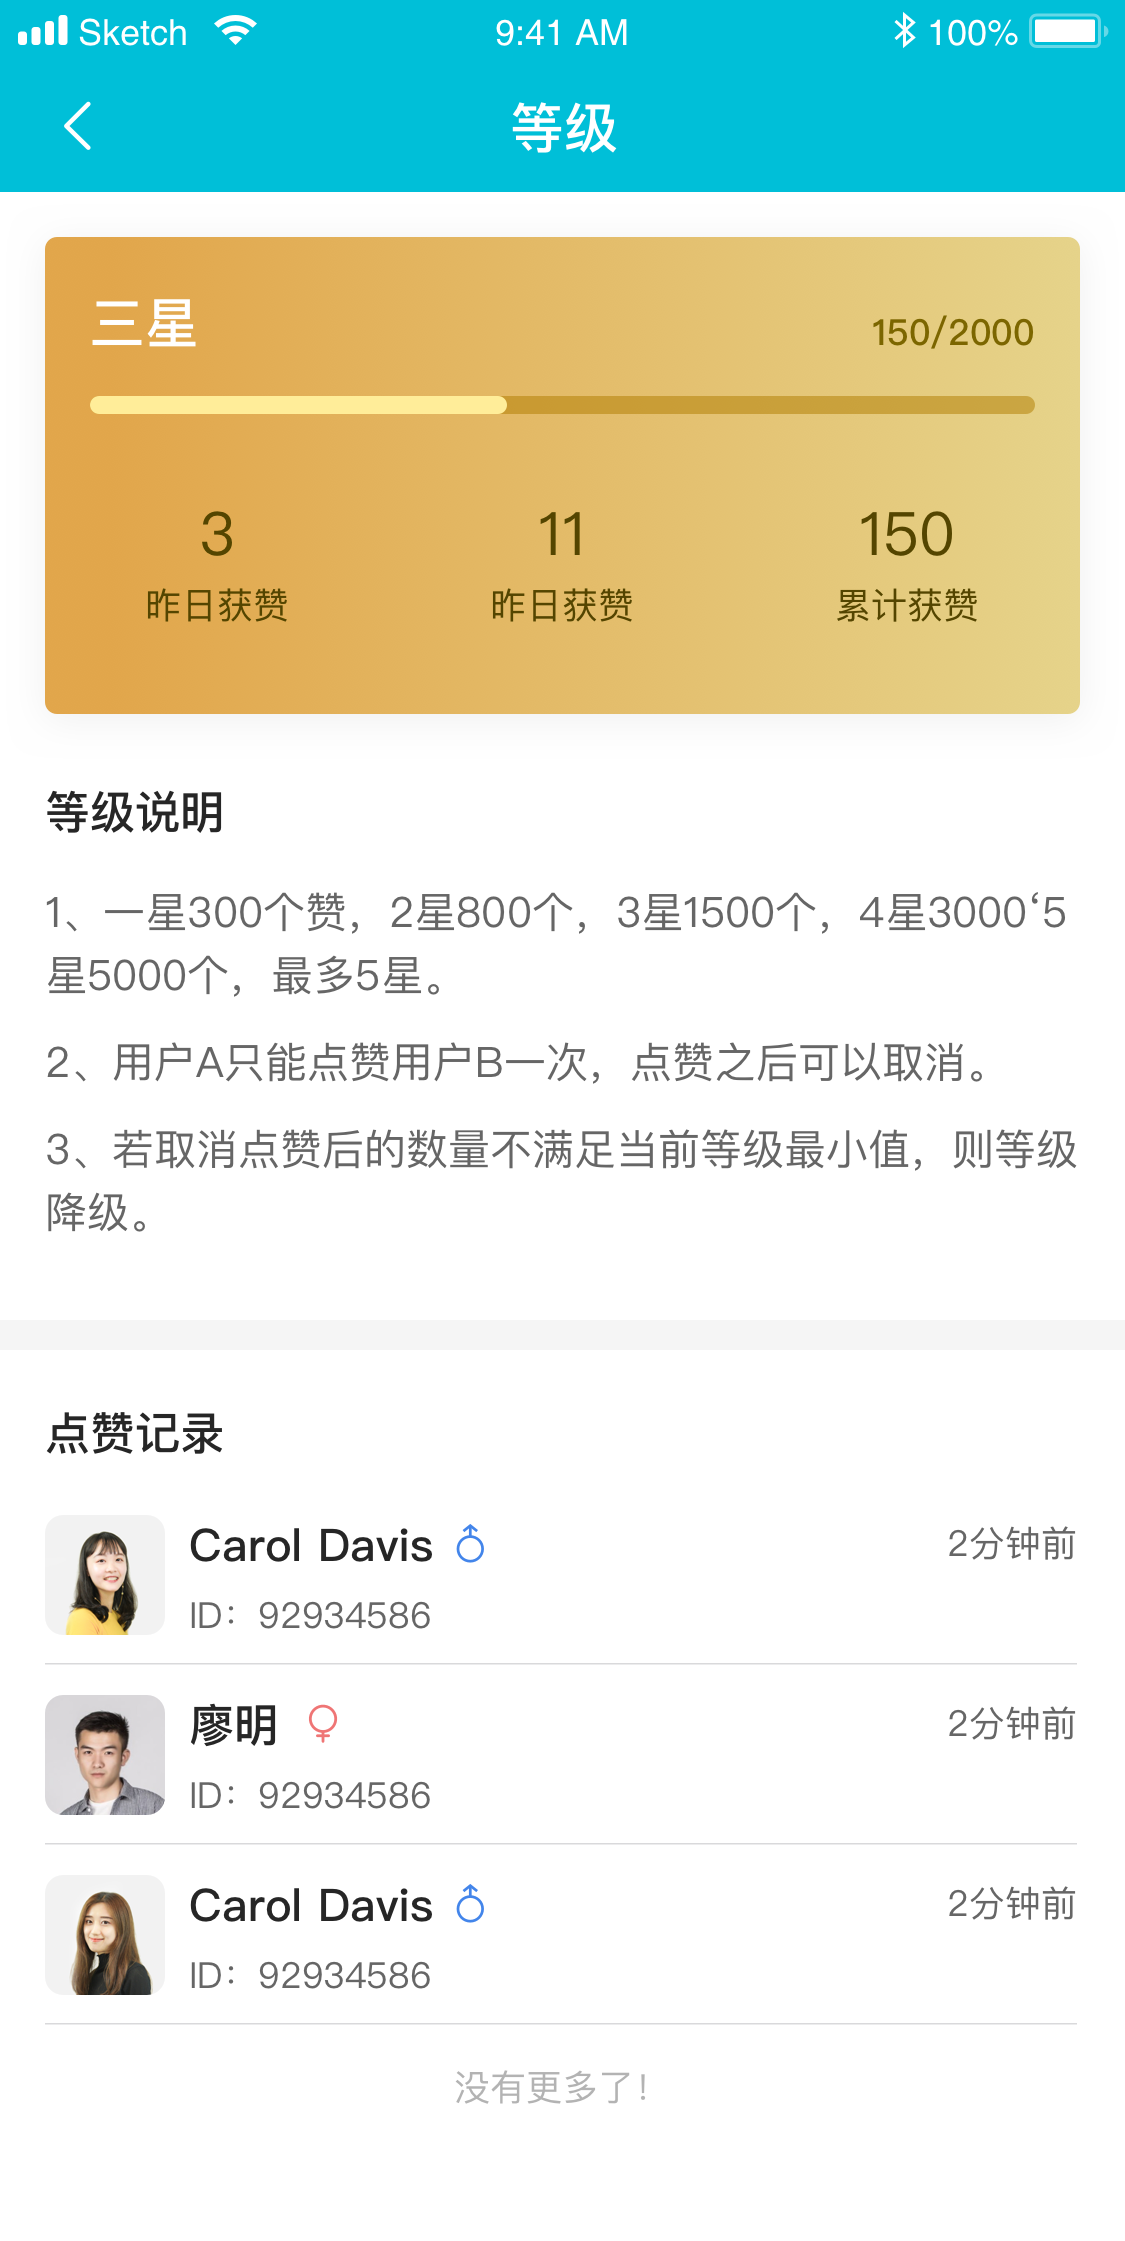 Sketch 9:41 AM 100%
等级
三星 150/2000
3 11 150
昨日获赞 昨日获赞 累计获赞
等级说明
1、一星300个赞，2星800个，3星1500个，4星3000‘5
星5000个，最多5星。
2、用户A只能点赞用户B一次，点赞之后可以取消。
3、若取消点赞后的数量不满足当前等级最小值，则等级
降级。
点赞记录
Carol Davis 2分钟前
ID：92934586
廖明 2分钟前
ID：92934586
Carol Davis 2分钟前
ID：92934586
没有更多了！